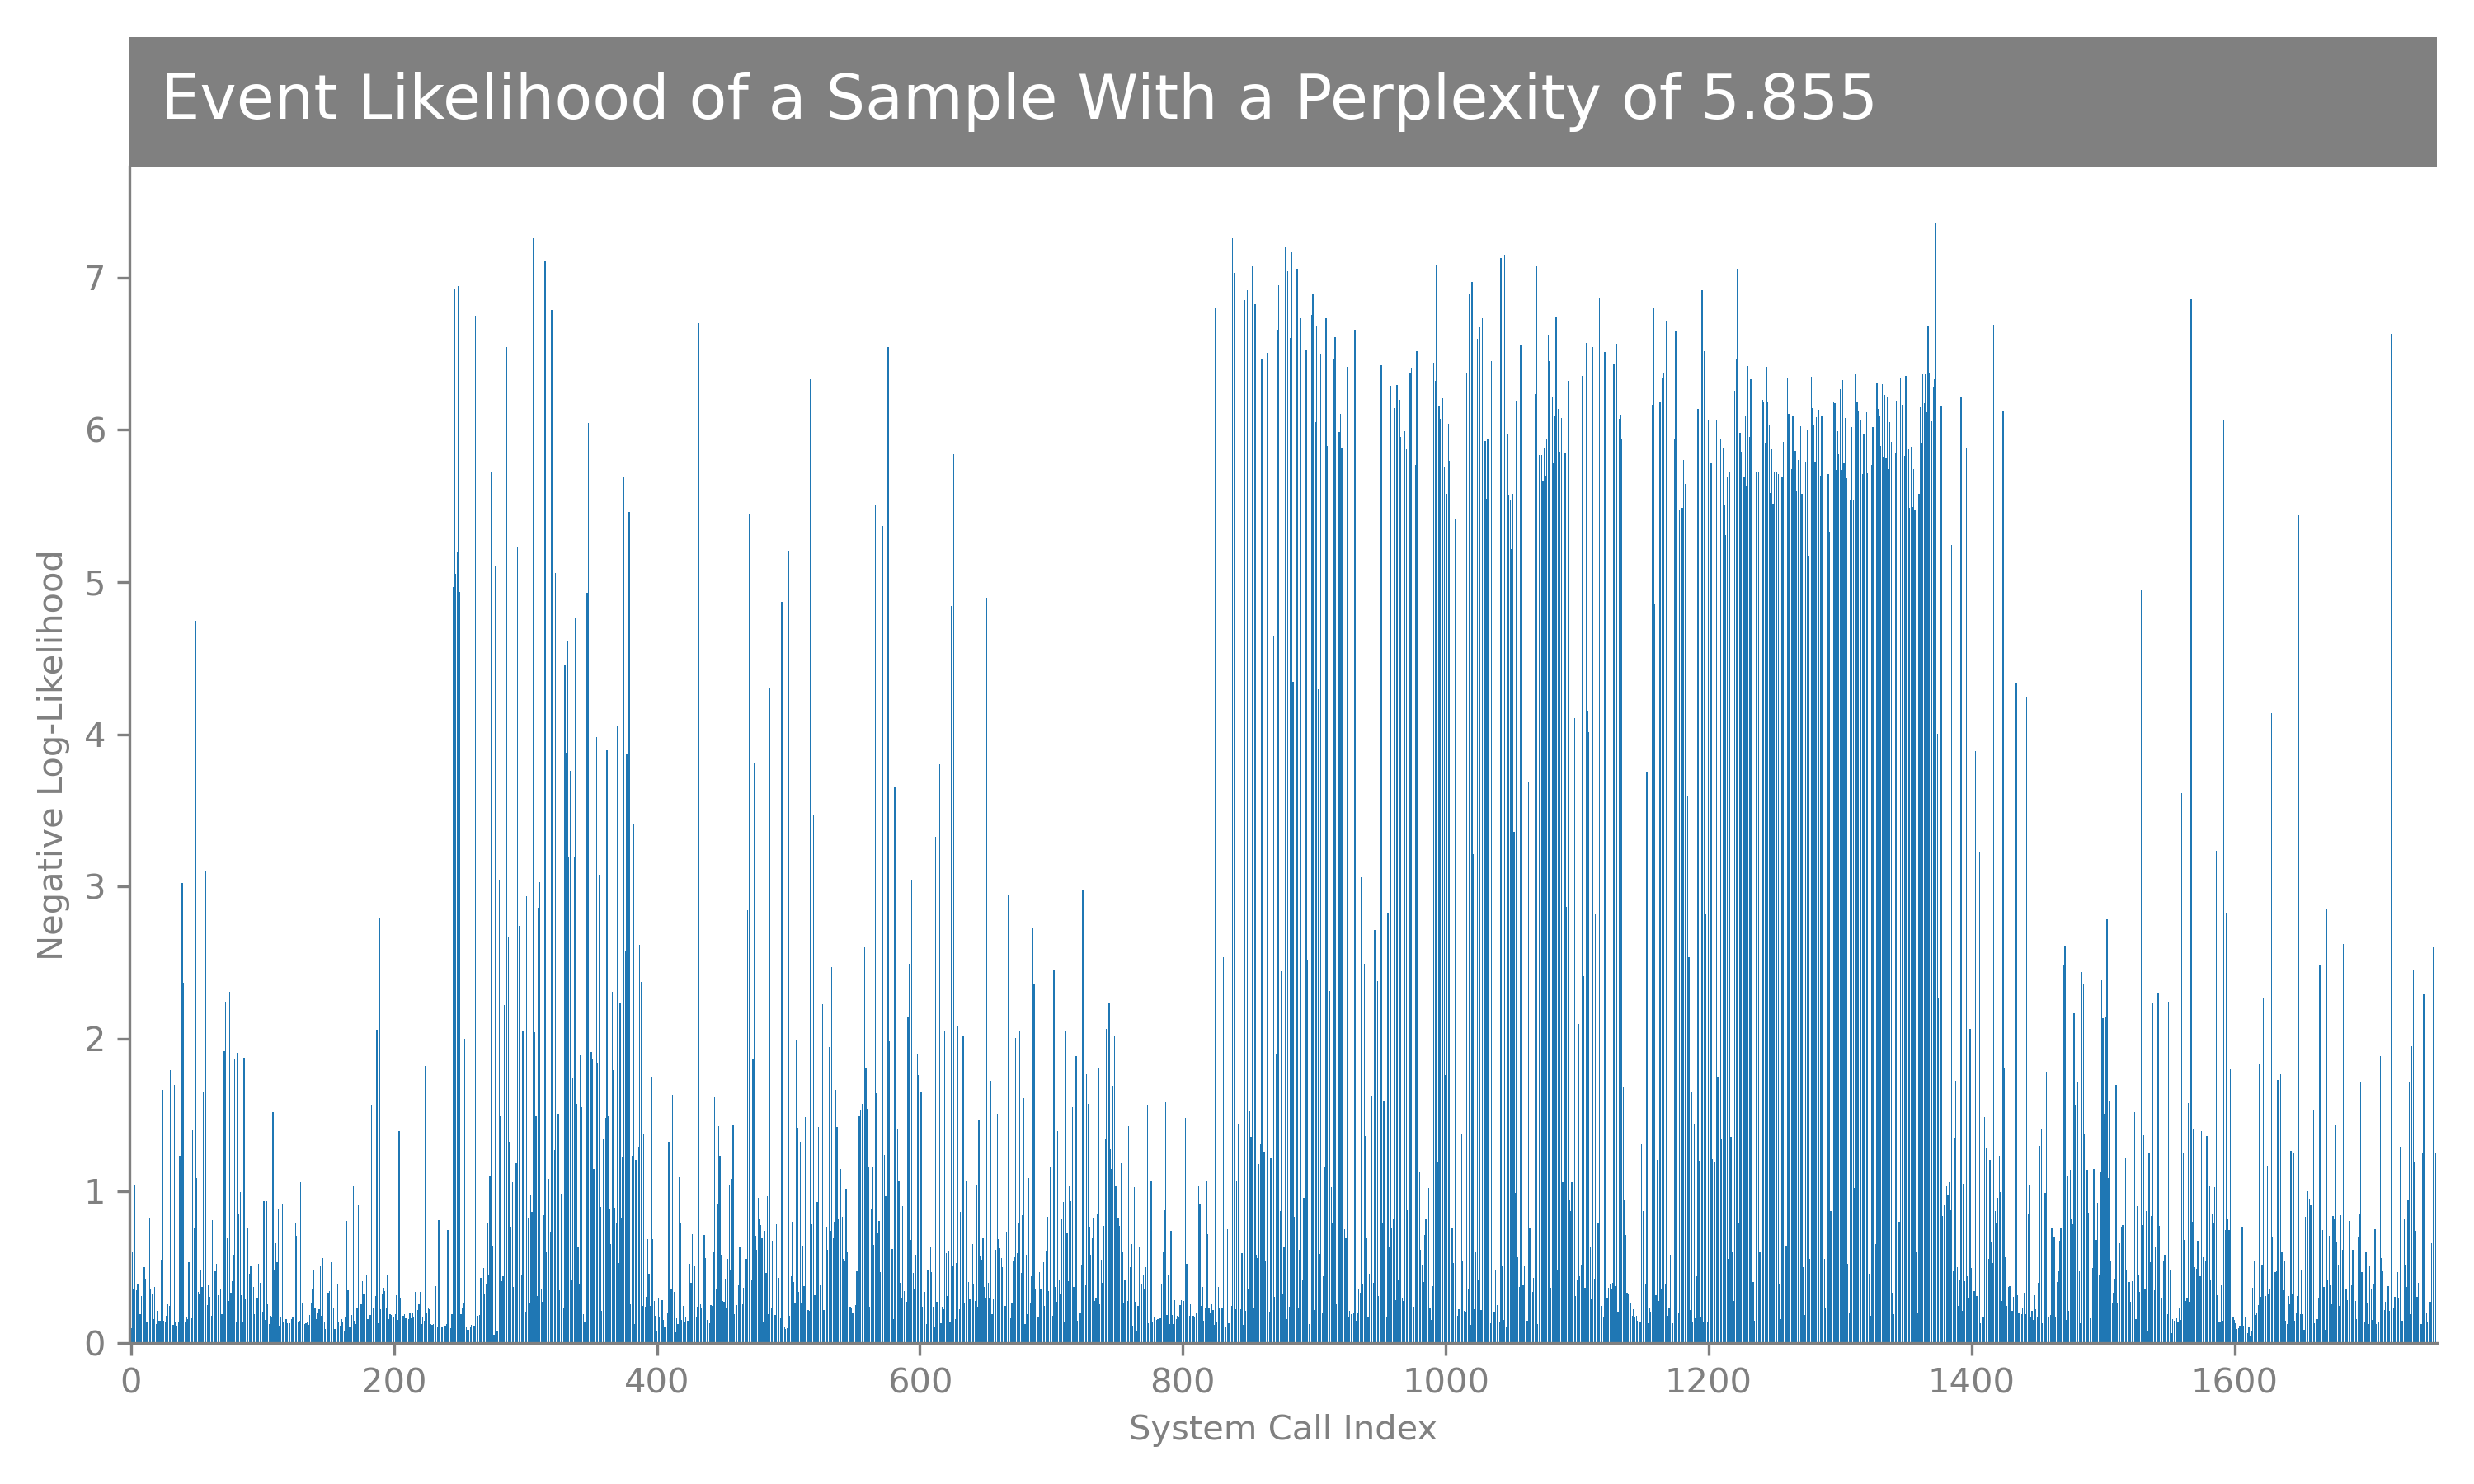 Event Likelihood of a Sample With a Perplexity of 5.855
7
6
5
4
3
2
1
0
Negative Log-Likelihood
0 200 400 600 800 1000 1200 1400 1600
System Call Index